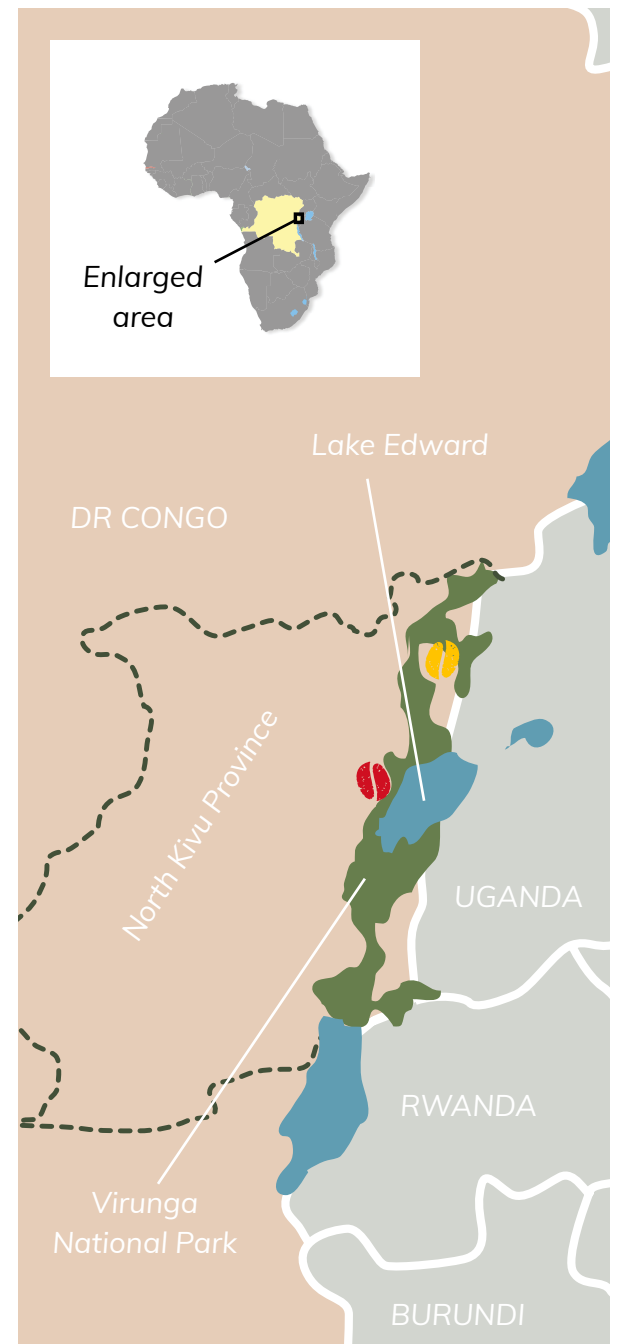 Enlarged
area
Lake Edward
DR CONGO
North Kivu Province
UGANDA
RWANDA
Virunga
National Park
BURUNDI